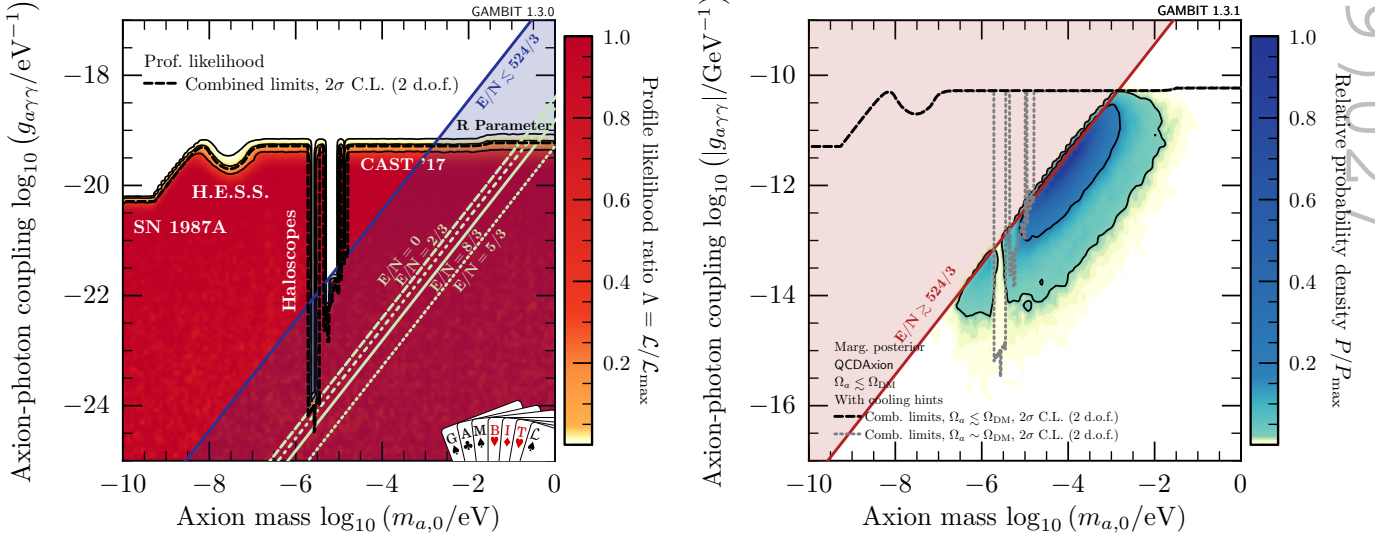 GAMBIT 1.3.0
Prof. likelihood
Combined limits, 2σ C.L. (2 d.o.f.)
E/N ≲ 524/3
R Parameter
CAST '17
H.E.S.S.
SN 1987A
Haloscopes
E/N = 0
E/N = 2/3
E/N = 8/3
E/N = 5/3
G A M B I T L
−18
−20
−22
−24
−10 −8 −6 −4 −2 0
Axion mass log₁₀ (mₐ,₀/eV)
Axion-photon coupling log₁₀ (gₐγγ/eV⁻¹)
1.0
0.8
0.6
0.4
0.2
Profile likelihood ratio Λ = ℒ/ℒmax
GAMBIT 1.3.1
E/N ≳ 524/3
Marg. posterior
QCDAxion
Ωₐ ≲ Ω_DM
With cooling hints
Comb. limits, Ωₐ ≲ Ω_DM, 2σ C.L. (2 d.o.f.)
Comb. limits, Ωₐ ∼ Ω_DM, 2σ C.L. (2 d.o.f.)
−10
−12
−14
−16
−10 −8 −6 −4 −2 0
Axion mass log₁₀ (mₐ,₀/eV)
Axion-photon coupling log₁₀ (|gₐγγ|/GeV⁻¹)
1.0
0.8
0.6
0.4
0.2
Relative probability density P/Pmax